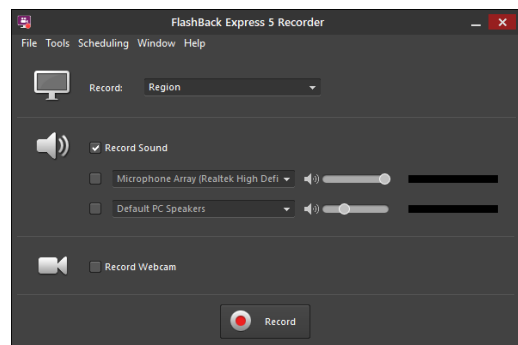 FlashBack Express 5 Recorder
File Tools Scheduling Window Help
Record: Region
Record Sound
Microphone Array (Realtek High Defi
Default PC Speakers
Record Webcam
Record